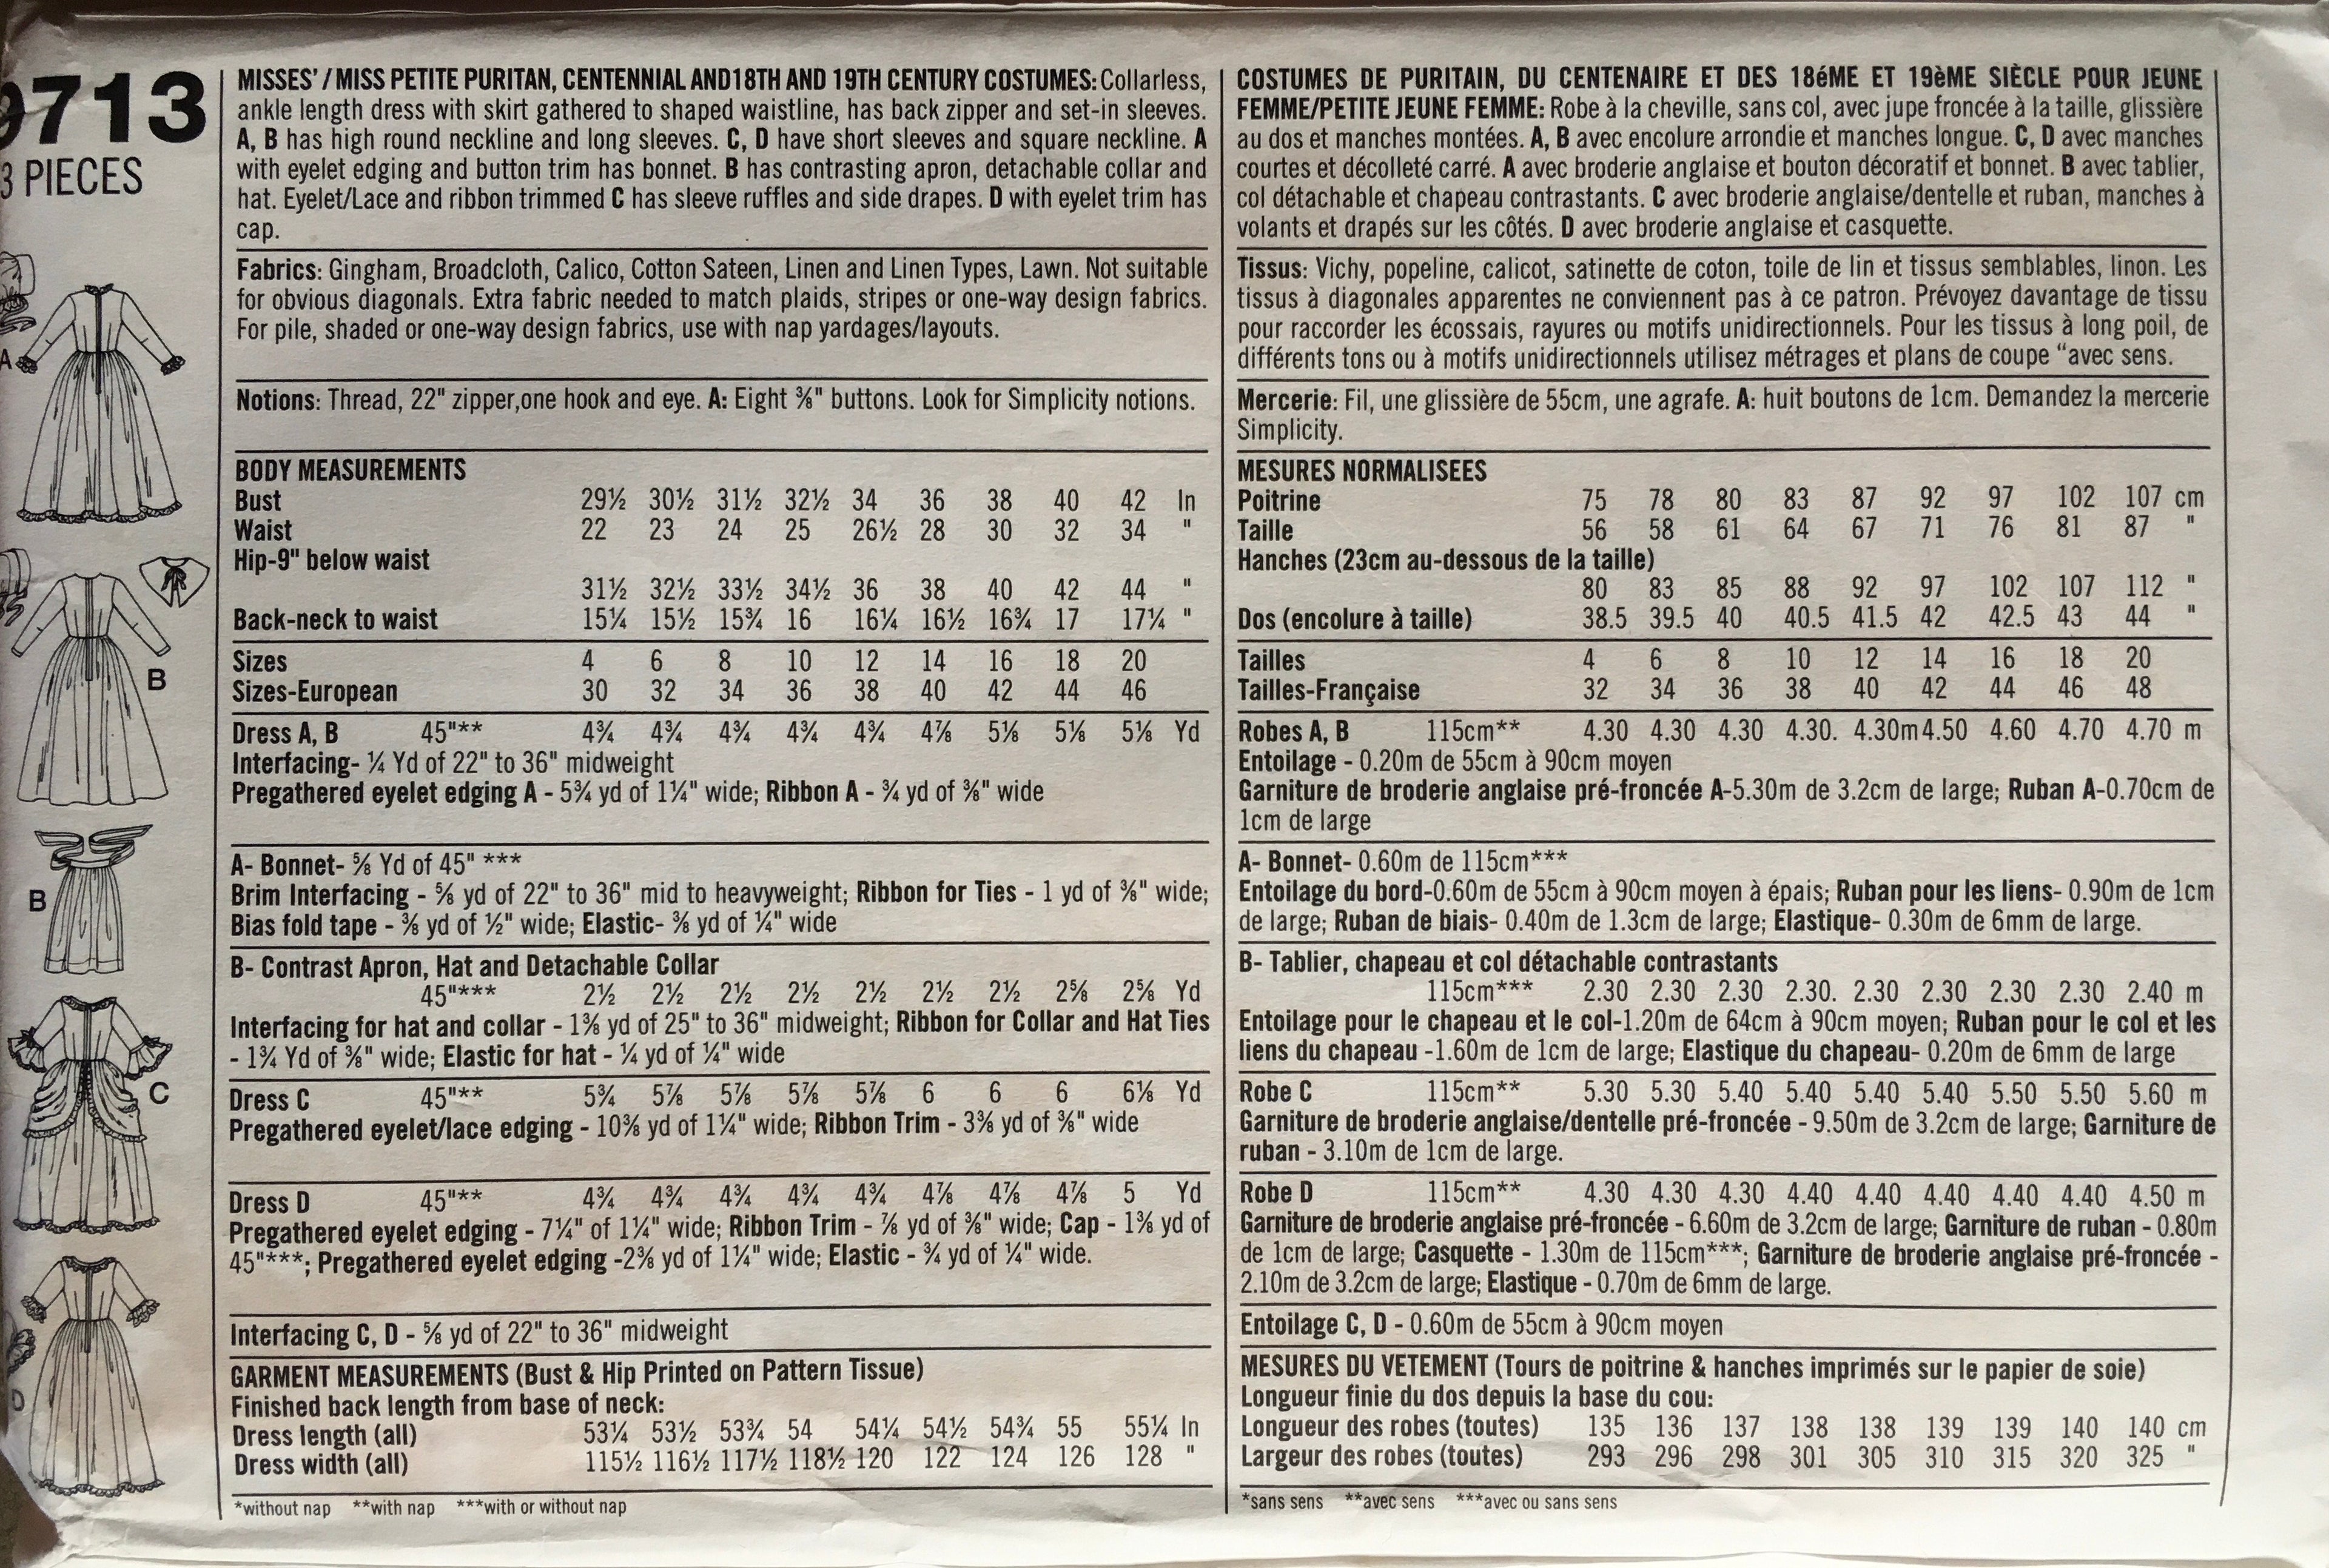 9713
3 PIECES
A
B
B
C
D
MISSES'/MISS PETITE PURITAN, CENTENNIAL AND18TH AND 19TH CENTURY COSTUMES: Collarless,
ankle length dress with skirt gathered to shaped waistline, has back zipper and set-in sleeves.
A, B has high round neckline and long sleeves. C, D have short sleeves and square neckline. A
with eyelet edging and button trim has bonnet. B has contrasting apron, detachable collar and
hat. Eyelet/Lace and ribbon trimmed C has sleeve ruffles and side drapes. D with eyelet trim has
cap.
Fabrics: Gingham, Broadcloth, Calico, Cotton Sateen, Linen and Linen Types, Lawn. Not suitable
for obvious diagonals. Extra fabric needed to match plaids, stripes or one-way design fabrics.
For pile, shaded or one-way design fabrics, use with nap yardages/layouts.
Notions: Thread, 22" zipper,one hook and eye. A: Eight ⅜" buttons. Look for Simplicity notions.
BODY MEASUREMENTS
Bust 29½ 30½ 31½ 32½ 34 36 38 40 42 In
Waist 22 23 24 25 26½ 28 30 32 34 "
Hip-9" below waist
31½ 32½ 33½ 34½ 36 38 40 42 44 "
Back-neck to waist 15¼ 15½ 15¾ 16 16¼ 16½ 16¾ 17 17¼ "
Sizes 4 6 8 10 12 14 16 18 20
Sizes-European 30 32 34 36 38 40 42 44 46
Dress A, B 45"** 4¾ 4¾ 4¾ 4¾ 4¾ 4⅞ 5⅛ 5⅛ 5⅛ Yd
Interfacing- ¼ Yd of 22" to 36" midweight
Pregathered eyelet edging A - 5¾ yd of 1¼" wide; Ribbon A - ¾ yd of ⅜" wide
A- Bonnet- ⅝ Yd of 45" ***
Brim Interfacing - ⅝ yd of 22" to 36" mid to heavyweight; Ribbon for Ties - 1 yd of ⅜" wide;
Bias fold tape - ⅜ yd of ½" wide; Elastic- ⅜ yd of ¼" wide
B- Contrast Apron, Hat and Detachable Collar
45"*** 2½ 2½ 2½ 2½ 2½ 2½ 2½ 2⅝ 2⅝ Yd
Interfacing for hat and collar - 1⅜ yd of 25" to 36" midweight; Ribbon for Collar and Hat Ties
- 1¾ Yd of ⅜" wide; Elastic for hat - ¼ yd of ¼" wide
Dress C 45"** 5¾ 5⅞ 5⅞ 5⅞ 5⅞ 6 6 6 6⅛ Yd
Pregathered eyelet/lace edging - 10⅜ yd of 1¼" wide; Ribbon Trim - 3⅜ yd of ⅜" wide
Dress D 45"** 4¾ 4¾ 4¾ 4¾ 4¾ 4⅞ 4⅞ 4⅞ 5 Yd
Pregathered eyelet edging - 7¼" of 1¼" wide; Ribbon Trim - ⅞ yd of ⅜" wide; Cap - 1⅜ yd of
45"***; Pregathered eyelet edging -2⅜ yd of 1¼" wide; Elastic - ¾ yd of ¼" wide.
Interfacing C, D - ⅝ yd of 22" to 36" midweight
GARMENT MEASUREMENTS (Bust & Hip Printed on Pattern Tissue)
Finished back length from base of neck:
Dress length (all) 53¼ 53½ 53¾ 54 54¼ 54½ 54¾ 55 55¼ In
Dress width (all) 115½ 116½ 117½ 118½ 120 122 124 126 128 "
*without nap **with nap ***with or without nap
COSTUMES DE PURITAIN, DU CENTENAIRE ET DES 18éME ET 19èME SIÈCLE POUR JEUNE
FEMME/PETITE JEUNE FEMME: Robe à la cheville, sans col, avec jupe froncée à la taille, glissière
au dos et manches montées. A, B avec encolure arrondie et manches longue. C, D avec manches
courtes et décolleté carré. A avec broderie anglaise et bouton décoratif et bonnet. B avec tablier,
col détachable et chapeau contrastants. C avec broderie anglaise/dentelle et ruban, manches à
volants et drapés sur les côtés. D avec broderie anglaise et casquette.
Tissus: Vichy, popeline, calicot, satinette de coton, toile de lin et tissus semblables, linon. Les
tissus à diagonales apparentes ne conviennent pas à ce patron. Prévoyez davantage de tissu
pour raccorder les écossais, rayures ou motifs unidirectionnels. Pour les tissus à long poil, de
différents tons ou à motifs unidirectionnels utilisez métrages et plans de coupe “avec sens.
Mercerie: Fil, une glissière de 55cm, une agrafe. A: huit boutons de 1cm. Demandez la mercerie
Simplicity.
MESURES NORMALISEES
Poitrine 75 78 80 83 87 92 97 102 107 cm
Taille 56 58 61 64 67 71 76 81 87 "
Hanches (23cm au-dessous de la taille)
80 83 85 88 92 97 102 107 112 "
Dos (encolure à taille) 38.5 39.5 40 40.5 41.5 42 42.5 43 44 "
Tailles 4 6 8 10 12 14 16 18 20
Tailles-Française 32 34 36 38 40 42 44 46 48
Robes A, B 115cm** 4.30 4.30 4.30 4.30. 4.30m 4.50 4.60 4.70 4.70 m
Entoilage - 0.20m de 55cm à 90cm moyen
Garniture de broderie anglaise pré-froncée A-5.30m de 3.2cm de large; Ruban A-0.70cm de
1cm de large
A- Bonnet- 0.60m de 115cm***
Entoilage du bord-0.60m de 55cm à 90cm moyen à épais; Ruban pour les liens- 0.90m de 1cm
de large; Ruban de biais- 0.40m de 1.3cm de large; Elastique- 0.30m de 6mm de large.
B- Tablier, chapeau et col détachable contrastants
115cm*** 2.30 2.30 2.30 2.30. 2.30 2.30 2.30 2.30 2.40 m
Entoilage pour le chapeau et le col-1.20m de 64cm à 90cm moyen; Ruban pour le col et les
liens du chapeau -1.60m de 1cm de large; Elastique du chapeau- 0.20m de 6mm de large
Robe C 115cm** 5.30 5.30 5.40 5.40 5.40 5.40 5.50 5.50 5.60 m
Garniture de broderie anglaise/dentelle pré-froncée - 9.50m de 3.2cm de large; Garniture de
ruban - 3.10m de 1cm de large.
Robe D 115cm** 4.30 4.30 4.30 4.40 4.40 4.40 4.40 4.40 4.50 m
Garniture de broderie anglaise pré-froncée - 6.60m de 3.2cm de large; Garniture de ruban - 0.80m
de 1cm de large; Casquette - 1.30m de 115cm***; Garniture de broderie anglaise pré-froncée -
2.10m de 3.2cm de large; Elastique - 0.70m de 6mm de large.
Entoilage C, D - 0.60m de 55cm à 90cm moyen
MESURES DU VETEMENT (Tours de poitrine & hanches imprimés sur le papier de soie)
Longueur finie du dos depuis la base du cou:
Longueur des robes (toutes) 135 136 137 138 138 139 139 140 140 cm
Largeur des robes (toutes) 293 296 298 301 305 310 315 320 325 "
*sans sens **avec sens ***avec ou sans sens